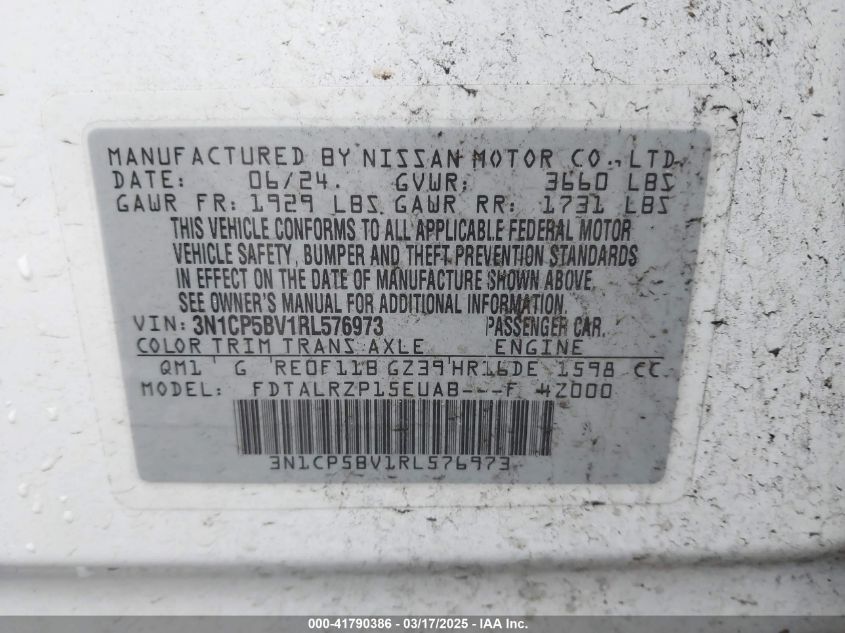 MANUFACTURED BY NISSAN MOTOR CO., LTD.
DATE: 06/24. GVWR: 3660 LBS
GAWR FR: 1929 LBS GAWR RR: 1731 LBS
THIS VEHICLE CONFORMS TO ALL APPLICABLE FEDERAL MOTOR
VEHICLE SAFETY, BUMPER AND THEFT PREVENTION STANDARDS
IN EFFECT ON THE DATE OF MANUFACTURE SHOWN ABOVE.
SEE OWNER'S MANUAL FOR ADDITIONAL INFORMATION.
VIN: 3N1CP5BV1RL576973 PASSENGER CAR.
COLOR TRIM TRANS AXLE ENGINE
QM1 ' G ' RE0F11B GZ39'HR16DE 1598 CC
MODEL: FDTALRZP15EUAB---F 4Z000
3N1CP5BV1RL576973
000-41790386 - 03/17/2025 - IAA Inc.